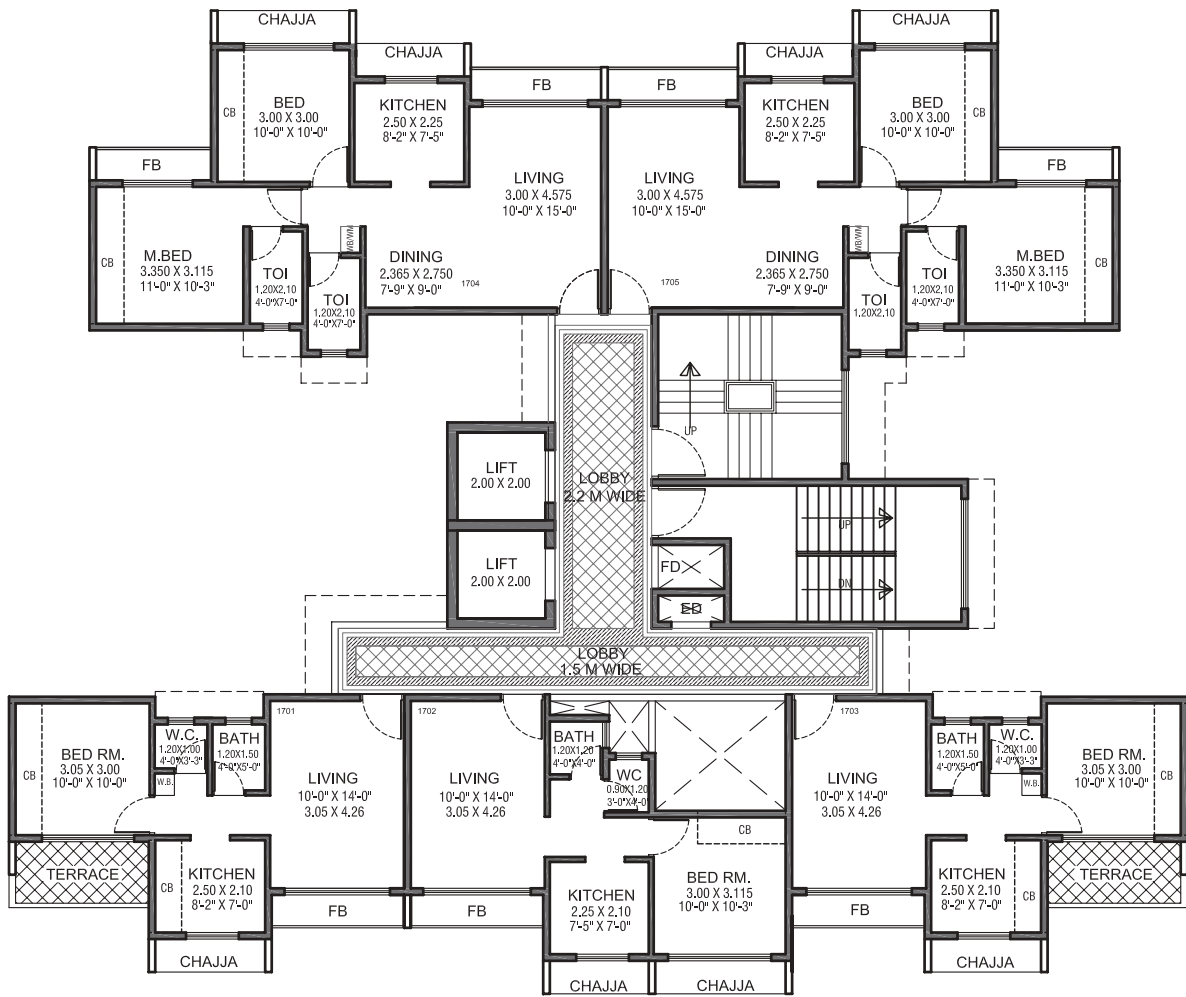 CHAJJA
CHAJJA
FB
FB
CHAJJA
CHAJJA
CB
BED
3.00 X 3.00
10'-0" X 10'-0"
KITCHEN
2.50 X 2.25
8'-2" X 7'-5"
KITCHEN
2.50 X 2.25
8'-2" X 7'-5"
BED
3.00 X 3.00
10'-0" X 10'-0"
CB
FB
FB
LIVING
3.00 X 4.575
10'-0" X 15'-0"
LIVING
3.00 X 4.575
10'-0" X 15'-0"
CB
M.BED
3.350 X 3.115
11'-0" X 10'-3"
TOI
1.20X2.10
4'-0"X7'-0"
TOI
1.20X2.10
4'-0"X7'-0"
WB/WM
DINING
2.365 X 2.750
7'-9" X 9'-0"
1704
1705
DINING
2.365 X 2.750
7'-9" X 9'-0"
WB/WM
TOI
1.20X2.10
TOI
1.20X2.10
4'-0"X7'-0"
M.BED
3.350 X 3.115
11'-0" X 10'-3"
CB
UP
LIFT
2.00 X 2.00
LOBBY
2.2 M WIDE
UP
LIFT
2.00 X 2.00
FD
DN
ED
LOBBY
1.5 M WIDE
1701
1702
1703
CB
BED RM.
3.05 X 3.00
10'-0" X 10'-0"
W.C.
1.20X1.00
4'-0"X3'-3"
W.B.
BATH
1.20X1.50
4'-0"X5'-0"
LIVING
10'-0" X 14'-0"
3.05 X 4.26
LIVING
10'-0" X 14'-0"
3.05 X 4.26
BATH
1.20X1.20
4'-0"X4'-0"
WC
0.90X1.20
3'-0"X4'-0"
LIVING
10'-0" X 14'-0"
3.05 X 4.26
BATH
1.20X1.50
4'-0"X5'-0"
W.C.
1.20X1.00
4'-0"X3'-3"
W.B.
BED RM.
3.05 X 3.00
10'-0" X 10'-0"
CB
TERRACE
CB
KITCHEN
2.50 X 2.10
8'-2" X 7'-0"
FB
FB
KITCHEN
2.25 X 2.10
7'-5" X 7'-0"
CB
BED RM.
3.00 X 3.115
10'-0" X 10'-3"
FB
KITCHEN
2.50 X 2.10
8'-2" X 7'-0"
CB
TERRACE
CHAJJA
CHAJJA
CHAJJA
CHAJJA